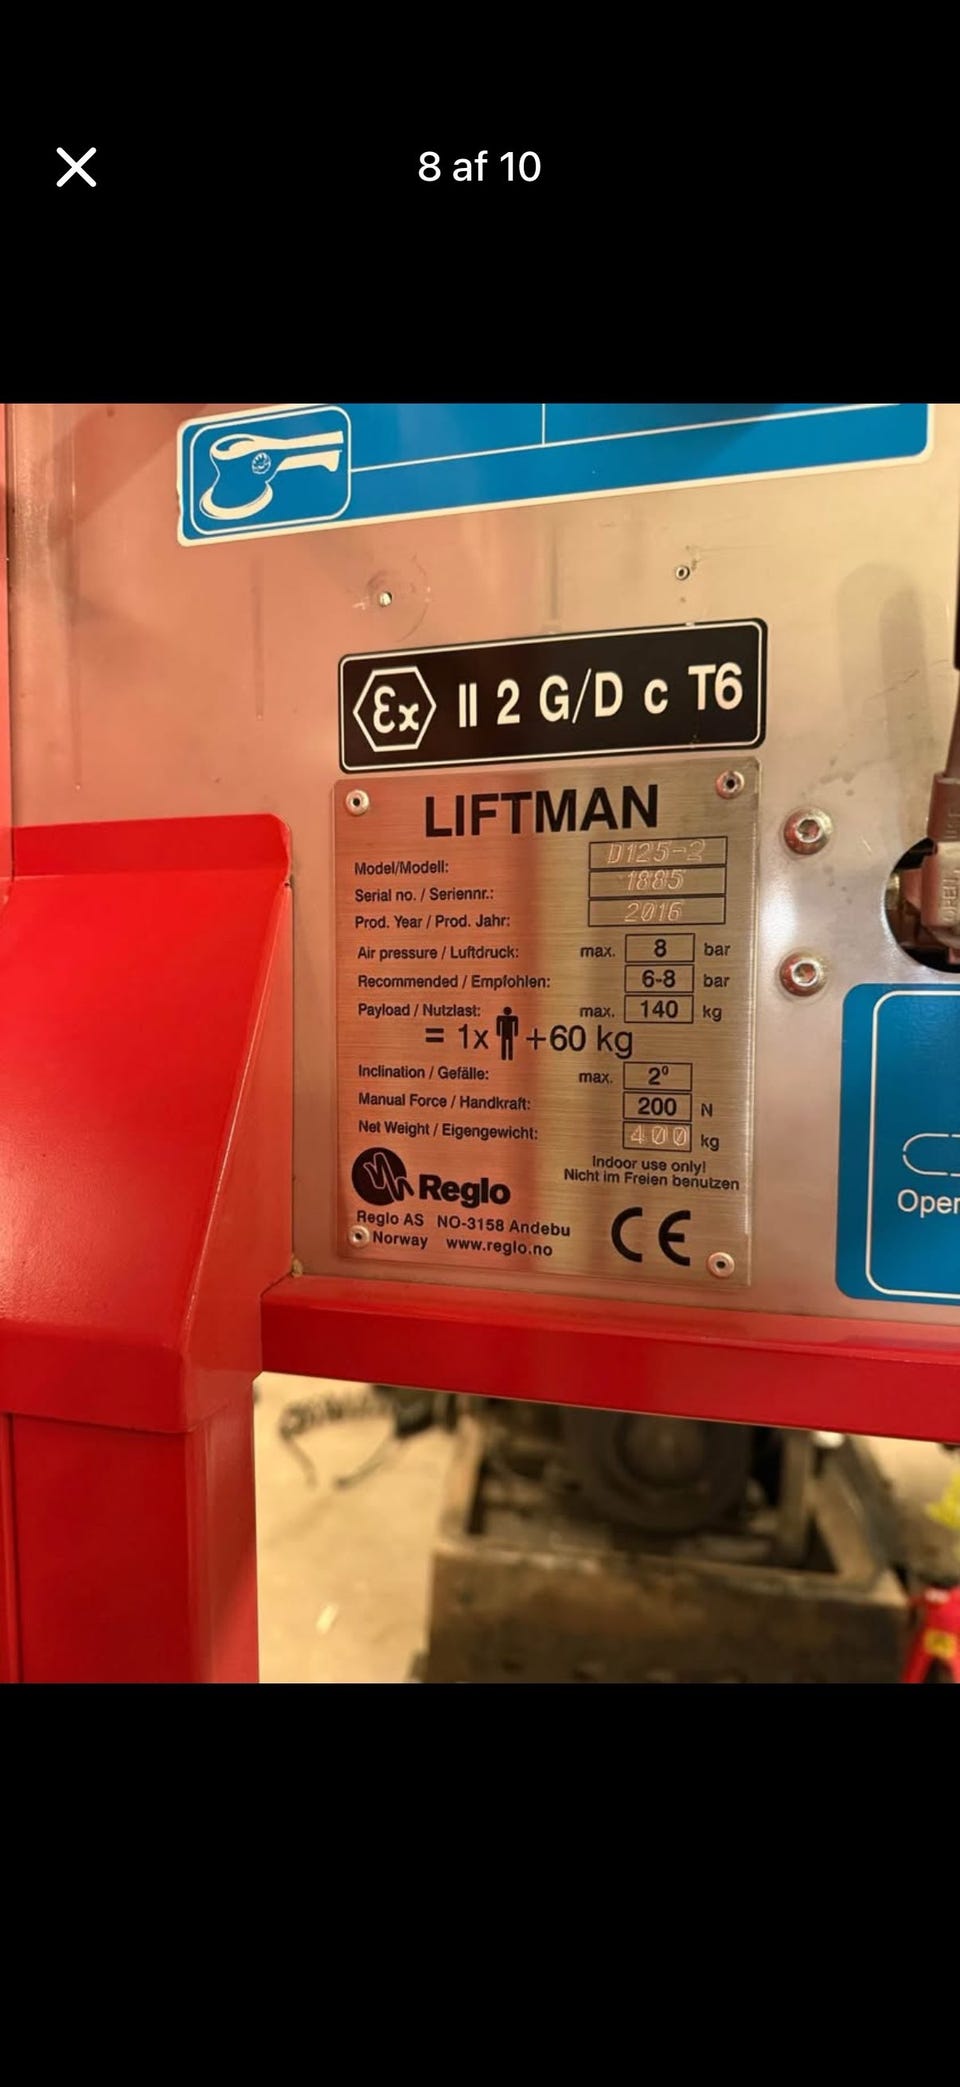 8 af 10
Ex II 2 G/D c T6
LIFTMAN
Model/Modell: D125-2
Serial no. / Seriennr.: 1885
Prod. Year / Prod. Jahr: 2016
Air pressure / Luftdruck: max. 8 bar
Recommended / Empfohlen: 6-8 bar
Payload / Nutzlast: max. 140 kg
= 1x +60 kg
Inclination / Gefälle: max. 2°
Manual Force / Handkraft: 200 N
Net Weight / Eigengewicht: 400 kg
Indoor use only!
Nicht im Freien benutzen
Reglo
Reglo AS NO-3158 Andebu
Norway www.reglo.no
CE